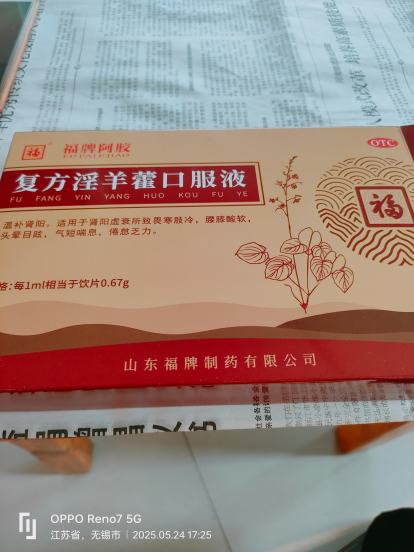 福
福牌阿胶
FU PAI E JIAO
OTC
复方淫羊藿口服液
FU FANG YIN YANG HUO KOU FU YE
福
温补肾阳。适用于肾阳虚衰所致畏寒肢冷，腰膝酸软，
头晕目眩，气短喘息，倦怠乏力。
格:每1ml相当于饮片0.67g
山东福牌制药有限公司
OPPO Reno7 5G
江苏省，无锡市 | 2025.05.24 17:25